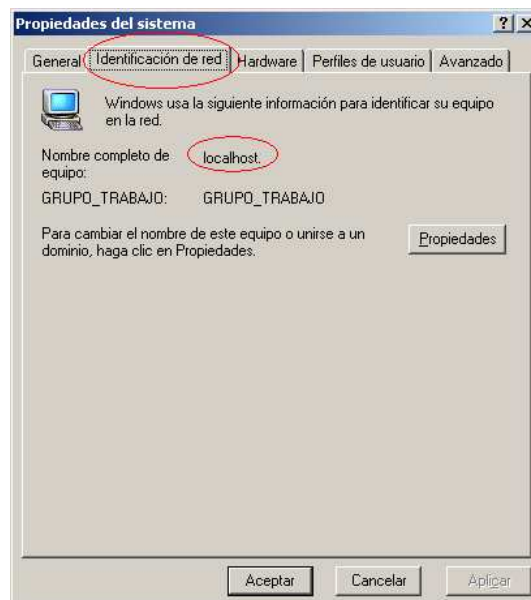 Propiedades del sistema
General Identificación de red Hardware Perfiles de usuario Avanzado
Windows usa la siguiente información para identificar su equipo
en la red.
Nombre completo de localhost.
equipo:
GRUPO_TRABAJO: GRUPO_TRABAJO
Para cambiar el nombre de este equipo o unirse a un
dominio, haga clic en Propiedades.
Propiedades
Aceptar Cancelar Aplicar